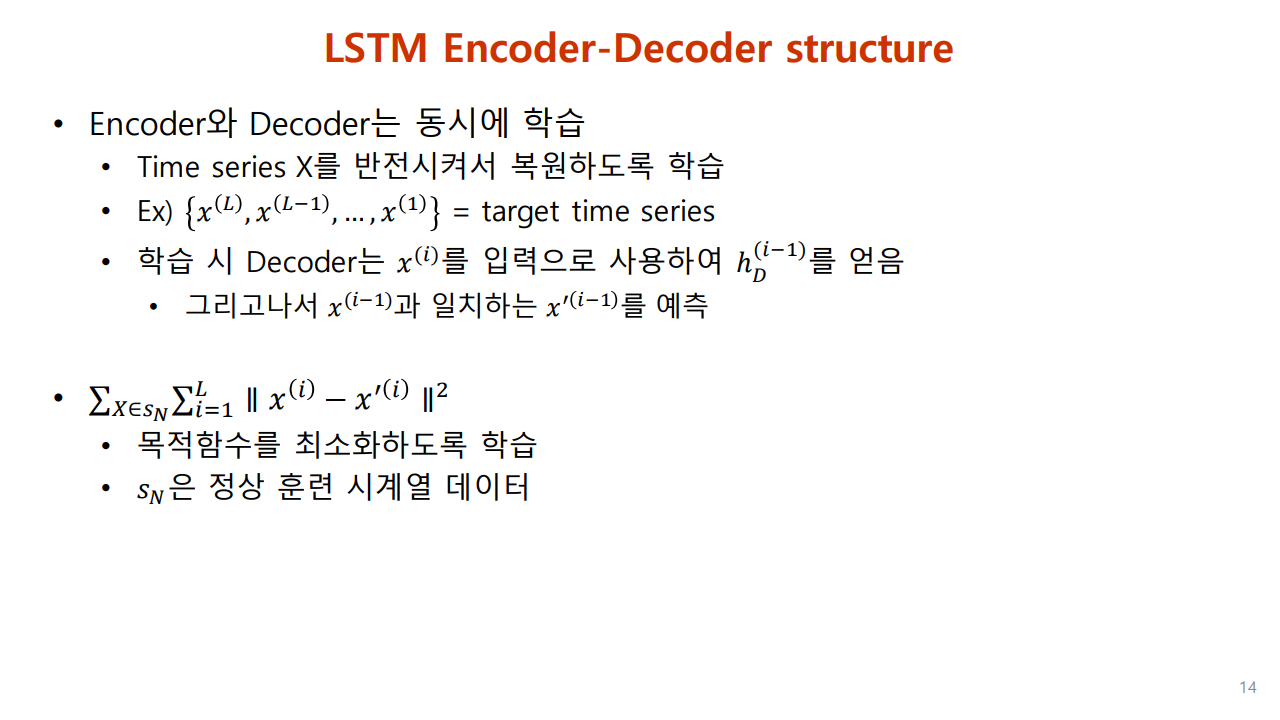 LSTM Encoder-Decoder structure
• Encoder와 Decoder는 동시에 학습
• Time series X를 반전시켜서 복원하도록 학습
• Ex) {x^(L), x^(L−1), … , x^(1)} = target time series
• 학습 시 Decoder는 x^(i)를 입력으로 사용하여 h_D^(i−1)를 얻음
• 그리고나서 x^(i−1)과 일치하는 x′^(i−1)를 예측
• ∑_{X∈s_N} ∑_{i=1}^{L} ∥ x^(i) − x′^(i) ∥^2
• 목적함수를 최소화하도록 학습
• s_N은 정상 훈련 시계열 데이터
14